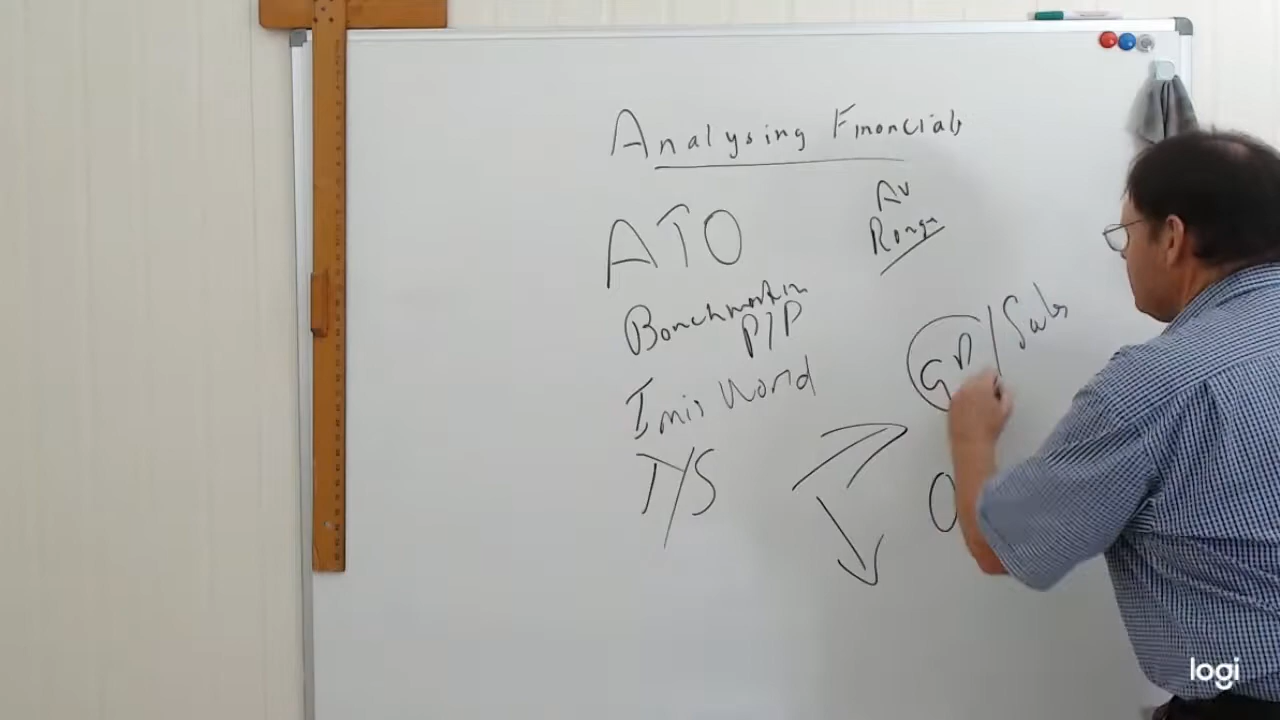 Analysing Financials
ATO
Av
Range
Benchmarkin
P/P
Imis World
GP/Sales
T/S
O
logi